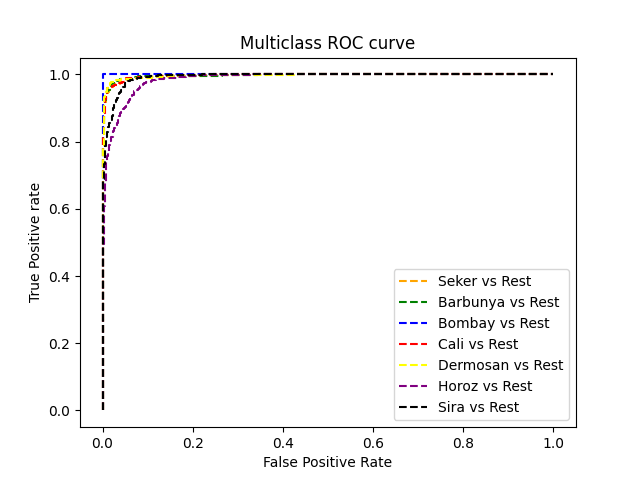 Multiclass ROC curve
True Positive rate
1.0
0.8
0.6
0.4
0.2
0.0
Seker vs Rest
Barbunya vs Rest
Bombay vs Rest
Cali vs Rest
Dermosan vs Rest
Horoz vs Rest
Sira vs Rest
0.0 0.2 0.4 0.6 0.8 1.0
False Positive Rate